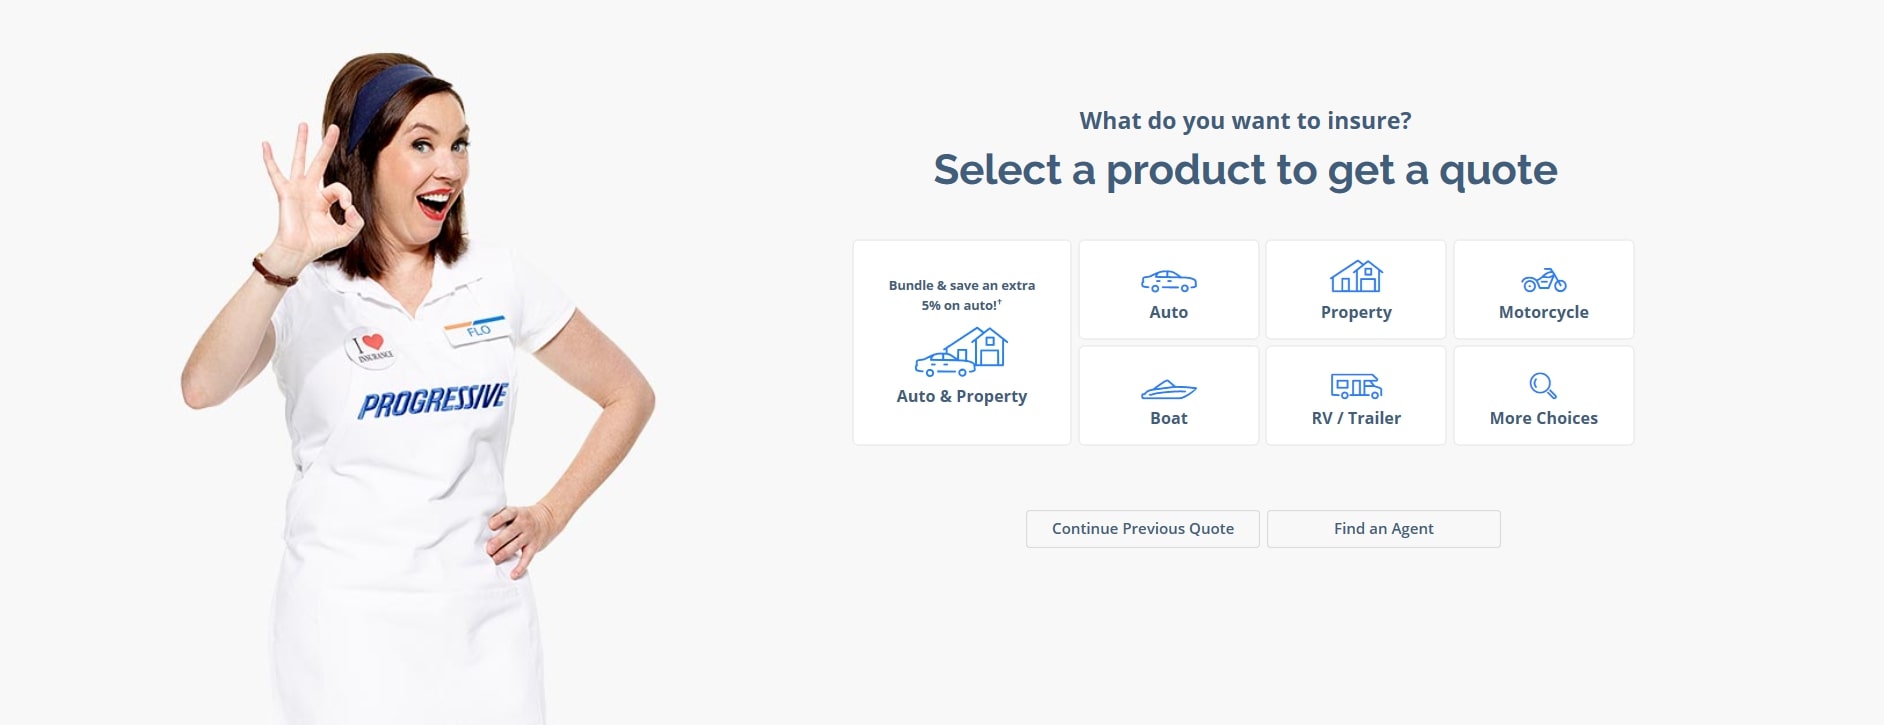 I ❤ INSURANCE
FLO
PROGRESSIVE
What do you want to insure?
Select a product to get a quote
Bundle & save an extra
5% on auto!†
Auto & Property
Auto
Property
Motorcycle
Boat
RV / Trailer
More Choices
Continue Previous Quote
Find an Agent